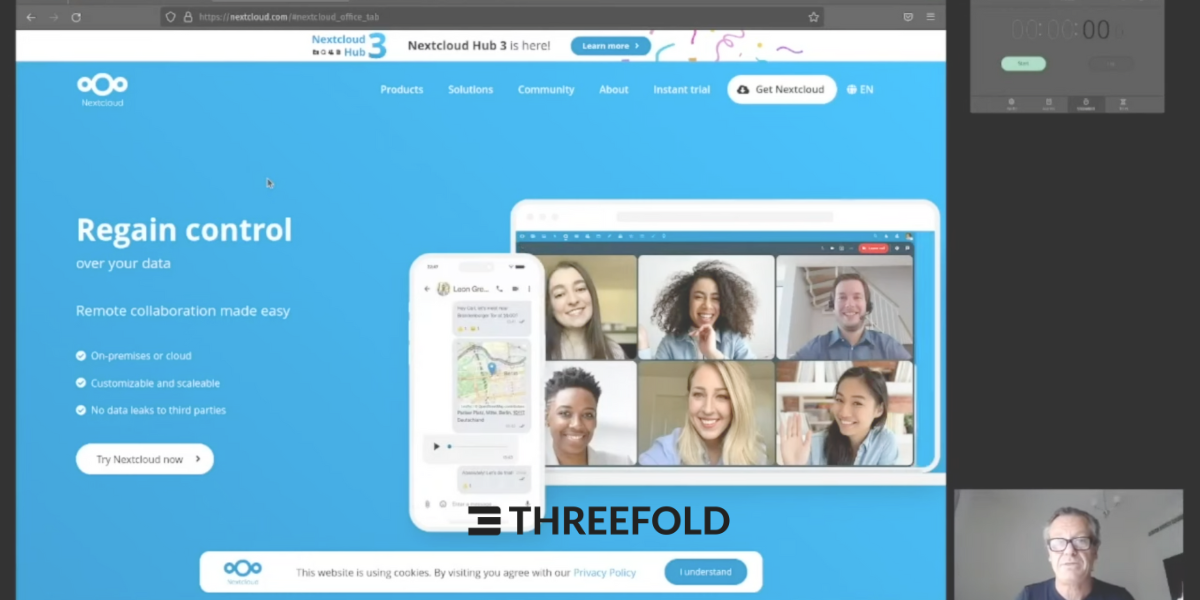 https://nextcloud.com/#nextcloud_office_tab
Nextcloud
Hub 3
Nextcloud Hub 3 is here!
Learn more
Nextcloud
Products
Solutions
Community
About
Instant trial
Get Nextcloud
EN
00:00:00
Regain control
over your data
Remote collaboration made easy
On-premises or cloud
Customizable and scaleable
No data leaks to third parties
Try Nextcloud now
Leon Gre...
THREEFOLD
Nextcloud
This website is using cookies. By visiting you agree with our Privacy Policy
I understand